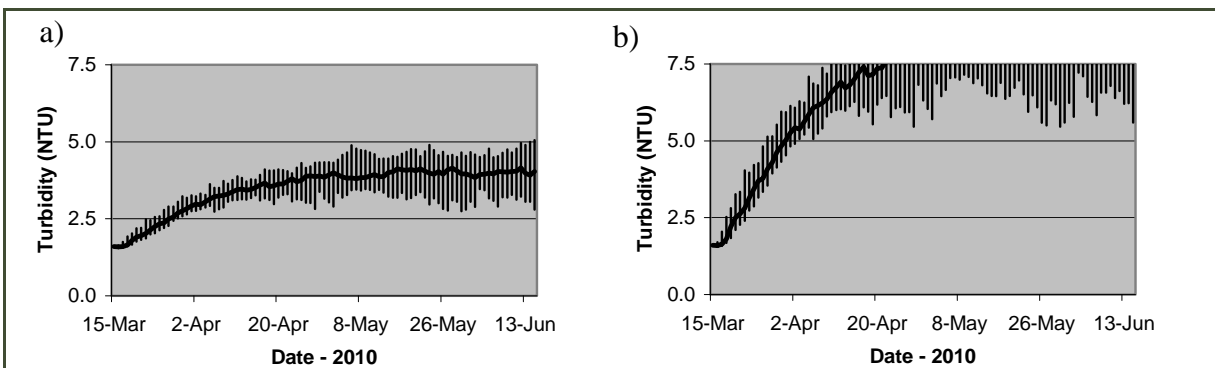 a)
7.5
5.0
2.5
0.0
Turbidity (NTU)
15-Mar 2-Apr 20-Apr 8-May 26-May 13-Jun
Date - 2010
b)
7.5
5.0
2.5
0.0
Turbidity (NTU)
15-Mar 2-Apr 20-Apr 8-May 26-May 13-Jun
Date - 2010